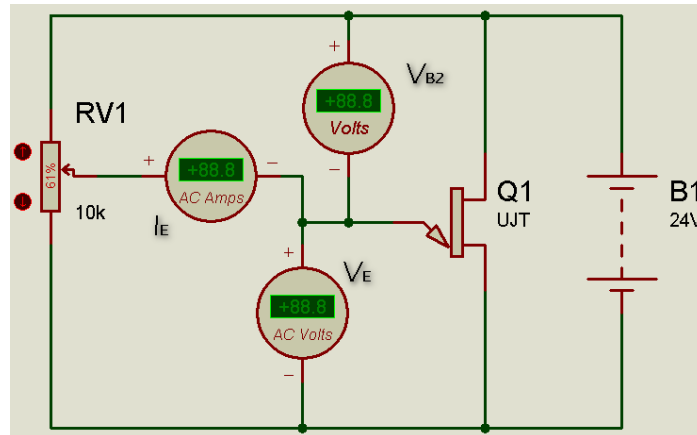 +
VB2
+88.8
Volts
-
RV1
+
-
+88.8
AC Amps
61%
10k
IE
Q1
UJT
B1
24V
+
VE
+88.8
AC Volts
-